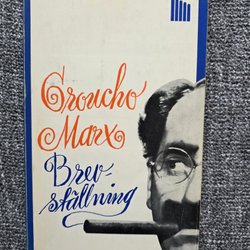 Groucho
Marx
Brev-
ställning